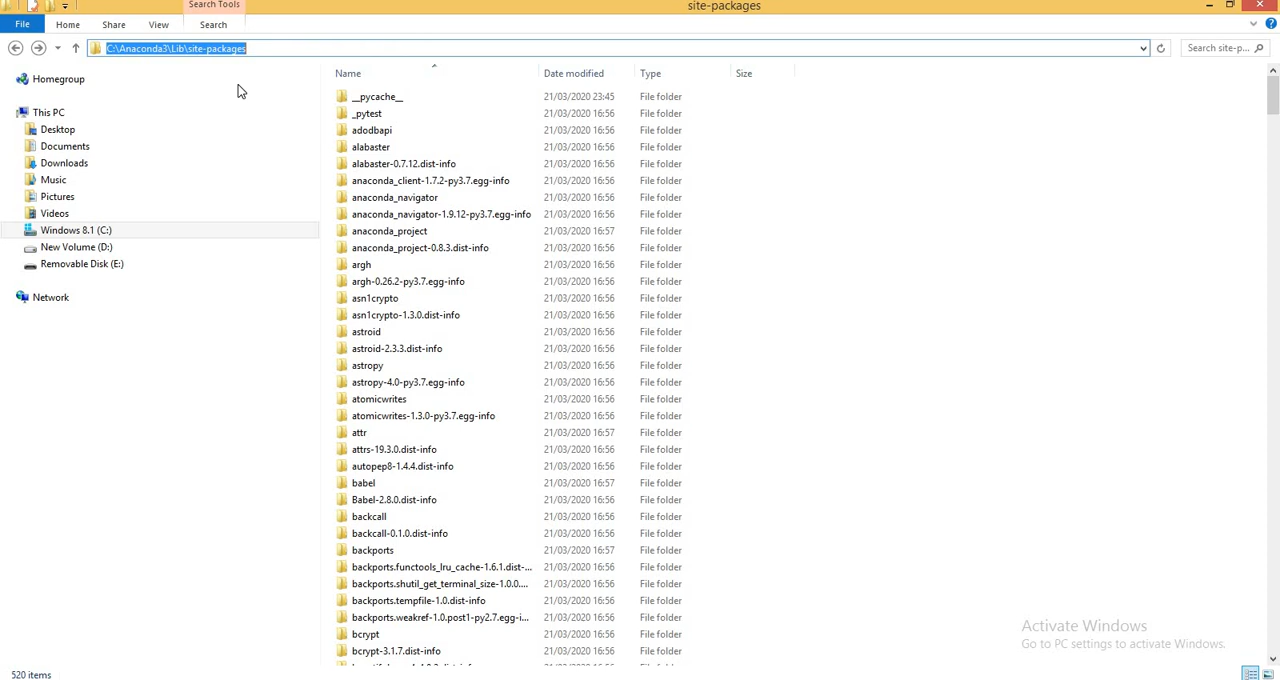 Search Tools
site-packages
File
Home
Share
View
Search
C:\Anaconda3\Lib\site-packages
Search site-p...
Name
Date modified
Type
Size
Homegroup
This PC
Desktop
Documents
Downloads
Music
Pictures
Videos
Windows 8.1 (C:)
New Volume (D:)
Removable Disk (E:)
Network
__pycache__ 21/03/2020 23:45 File folder
_pytest 21/03/2020 16:56 File folder
adodbapi 21/03/2020 16:56 File folder
alabaster 21/03/2020 16:56 File folder
alabaster-0.7.12.dist-info 21/03/2020 16:56 File folder
anaconda_client-1.7.2-py3.7.egg-info 21/03/2020 16:56 File folder
anaconda_navigator 21/03/2020 16:56 File folder
anaconda_navigator-1.9.12-py3.7.egg-info 21/03/2020 16:56 File folder
anaconda_project 21/03/2020 16:57 File folder
anaconda_project-0.8.3.dist-info 21/03/2020 16:56 File folder
argh 21/03/2020 16:56 File folder
argh-0.26.2-py3.7.egg-info 21/03/2020 16:56 File folder
asn1crypto 21/03/2020 16:56 File folder
asn1crypto-1.3.0.dist-info 21/03/2020 16:56 File folder
astroid 21/03/2020 16:56 File folder
astroid-2.3.3.dist-info 21/03/2020 16:56 File folder
astropy 21/03/2020 16:56 File folder
astropy-4.0-py3.7.egg-info 21/03/2020 16:56 File folder
atomicwrites 21/03/2020 16:56 File folder
atomicwrites-1.3.0-py3.7.egg-info 21/03/2020 16:56 File folder
attr 21/03/2020 16:57 File folder
attrs-19.3.0.dist-info 21/03/2020 16:56 File folder
autopep8-1.4.4.dist-info 21/03/2020 16:56 File folder
babel 21/03/2020 16:57 File folder
Babel-2.8.0.dist-info 21/03/2020 16:56 File folder
backcall 21/03/2020 16:56 File folder
backcall-0.1.0.dist-info 21/03/2020 16:56 File folder
backports 21/03/2020 16:57 File folder
backports.functools_lru_cache-1.6.1.dist-... 21/03/2020 16:56 File folder
backports.shutil_get_terminal_size-1.0.0.... 21/03/2020 16:56 File folder
backports.tempfile-1.0.dist-info 21/03/2020 16:56 File folder
backports.weakref-1.0.post1-py2.7.egg-i... 21/03/2020 16:56 File folder
bcrypt 21/03/2020 16:56 File folder
bcrypt-3.1.7.dist-info 21/03/2020 16:56 File folder
Activate Windows
Go to PC settings to activate Windows.
520 items